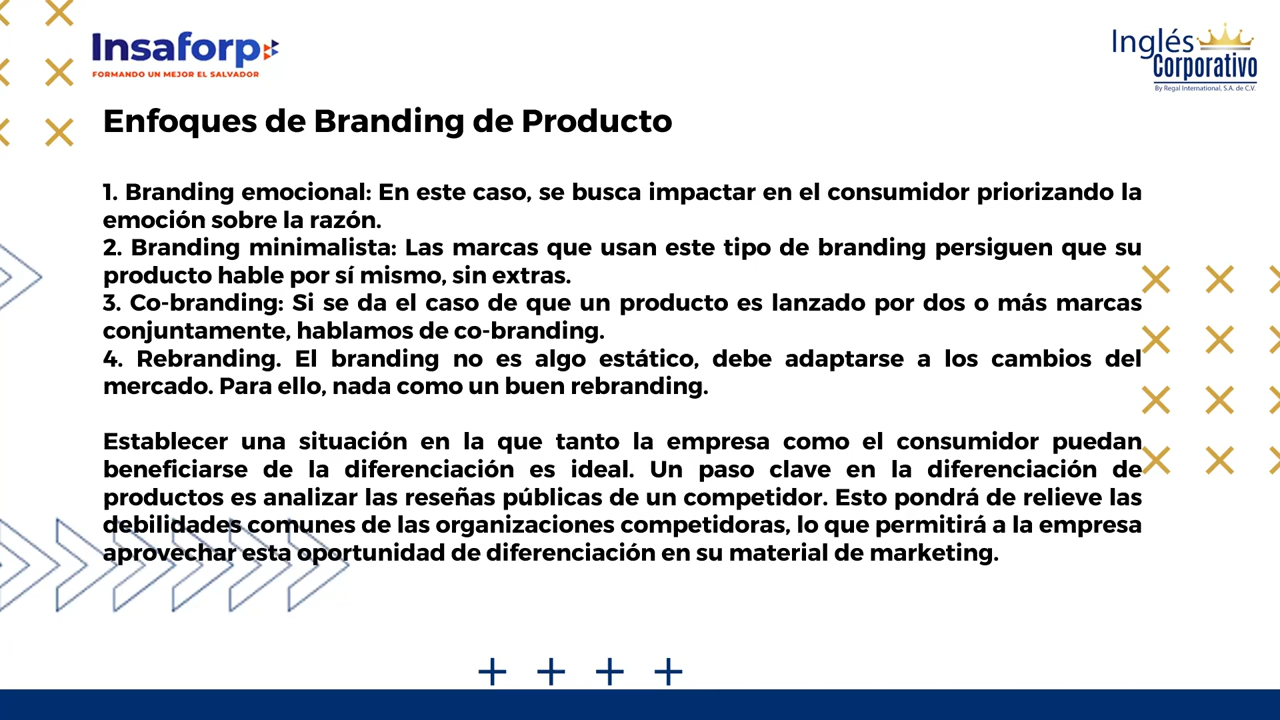 Insaforp
FORMANDO UN MEJOR EL SALVADOR
Inglés
Corporativo
By Regal International, S.A. de C.V.
Enfoques de Branding de Producto
1. Branding emocional: En este caso, se busca impactar en el consumidor priorizando la
emoción sobre la razón.
2. Branding minimalista: Las marcas que usan este tipo de branding persiguen que su
producto hable por sí mismo, sin extras.
3. Co-branding: Si se da el caso de que un producto es lanzado por dos o más marcas
conjuntamente, hablamos de co-branding.
4. Rebranding. El branding no es algo estático, debe adaptarse a los cambios del
mercado. Para ello, nada como un buen rebranding.
Establecer una situación en la que tanto la empresa como el consumidor puedan
beneficiarse de la diferenciación es ideal. Un paso clave en la diferenciación de
productos es analizar las reseñas públicas de un competidor. Esto pondrá de relieve las
debilidades comunes de las organizaciones competidoras, lo que permitirá a la empresa
aprovechar esta oportunidad de diferenciación en su material de marketing.